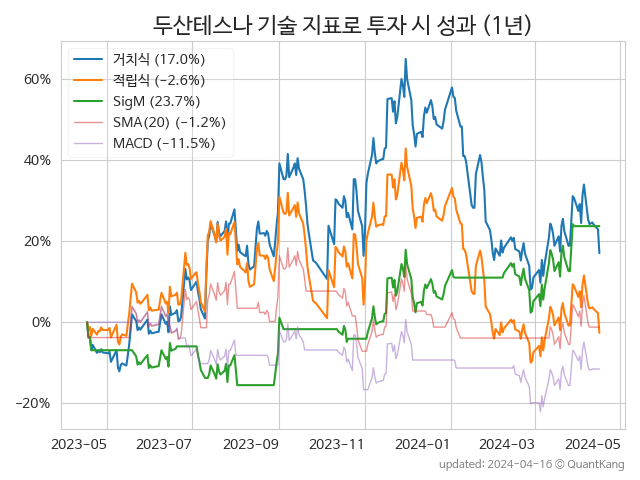 두산테스나 기술 지표로 투자 시 성과 (1년)
거치식 (17.0%)
적립식 (−2.6%)
SigM (23.7%)
SMA(20) (−1.2%)
MACD (−11.5%)
60%
40%
20%
0%
−20%
2023−05 2023−07 2023−09 2023−11 2024−01 2024−03 2024−05
updated: 2024−04−16 © QuantKang